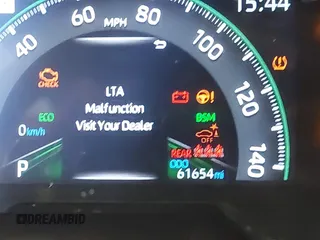 15:44
40
60
MPH
80
100
120
140
CHECK
LTA
Malfunction
Visit Your Dealer
ECO
0 km/h
BSM
OFF
REAR
P
61654 mi
DREAMBID